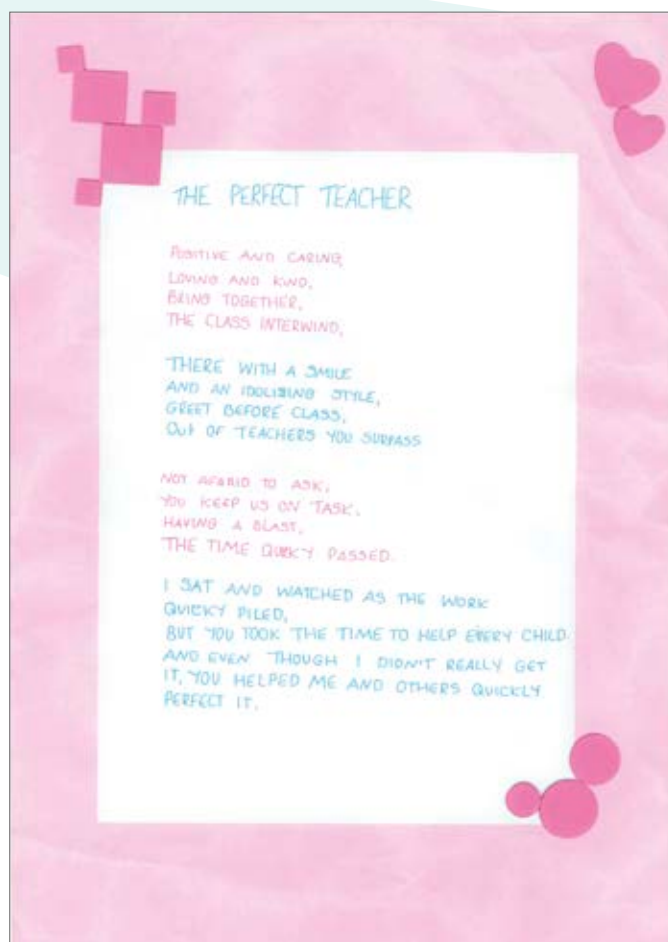 THE PERFECT TEACHER
POSITIVE AND CARING,
LOVING AND KIND,
BRING TOGETHER,
THE CLASS INTERWIND,
THERE WITH A SMILE
AND AN IDOLISING STYLE,
GREET BEFORE CLASS,
OUT OF TEACHERS YOU SURPASS
NOT AFARID TO ASK,
YOU KEEP US ON TASK,
HAVING A BLAST,
THE TIME QUICKY PASSED.
I SAT AND WATCHED AS THE WORK
QUICKY PILED,
BUT YOU TOOK THE TIME TO HELP EVERY CHILD.
AND EVEN THOUGH I DIDN'T REALLY GET
IT, YOU HELPED ME AND OTHERS QUICKLY
PERFECT IT.